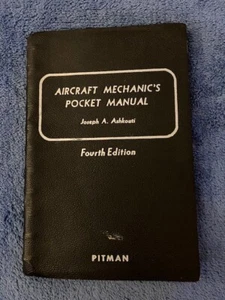 AIRCRAFT MECHANIC'S
POCKET MANUAL
Joseph A. Ashkouti
Fourth Edition
PITMAN